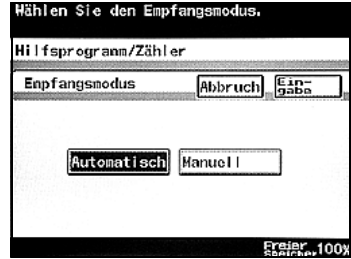 Wählen Sie den Empfangsmodus.
Hilfsprogramm/Zähler
Empfangsmodus
Abbruch
Ein-
gabe
Automatisch
Manuell
Freier
Speicher
100%